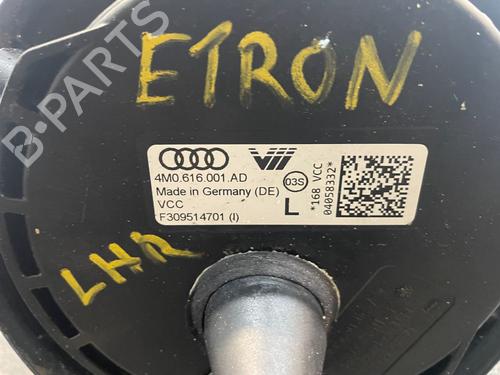 B-PARTS
ETRON
4M0.616.001.AD
Made in Germany (DE)
VCC
F309514701 (I)
03S
L
*168 VCC
04058332*
LHR